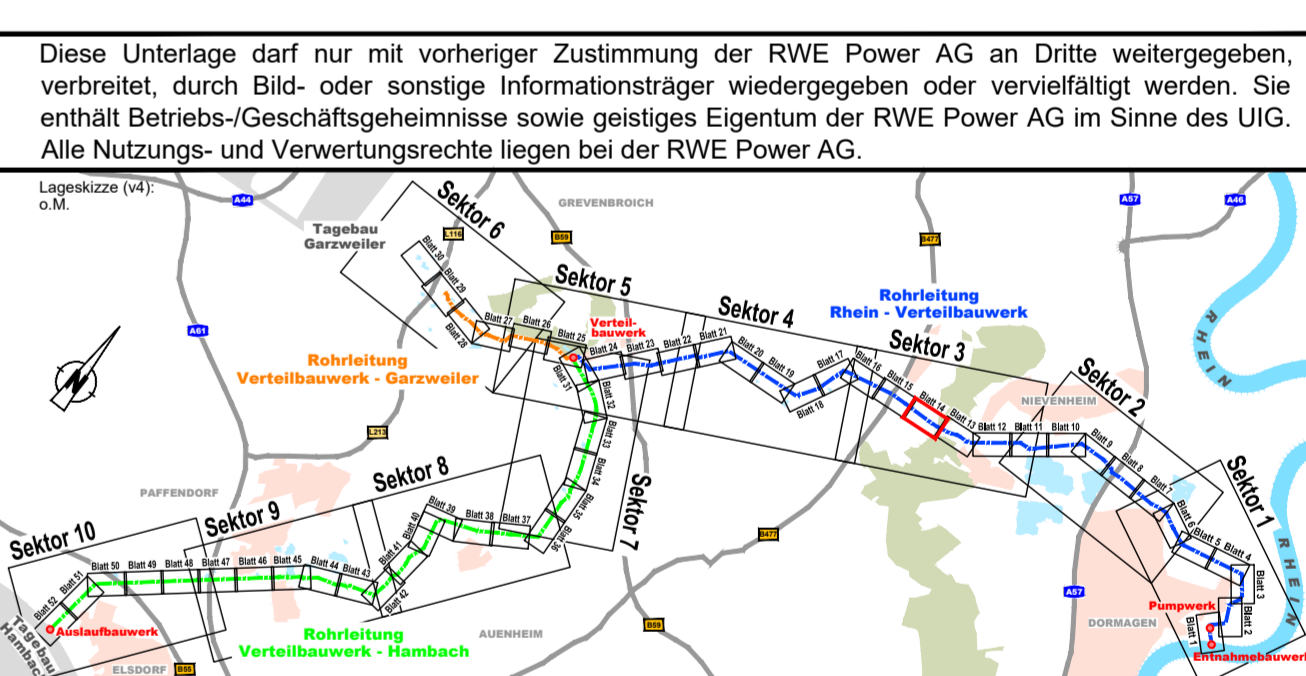 Diese Unterlage darf nur mit vorheriger Zustimmung der RWE Power AG an Dritte weitergegeben,
verbreitet, durch Bild- oder sonstige Informationsträger wiedergegeben oder vervielfältigt werden. Sie
enthält Betriebs-/Geschäftsgeheimnisse sowie geistiges Eigentum der RWE Power AG im Sinne des UIG.
Alle Nutzungs- und Verwertungsrechte liegen bei der RWE Power AG.
Lageskizze (v4):
o.M.
A44
Tagebau
Garzweiler
Sektor 6
L116
GREVENBROICH
B59
B477
A57
A46
RHEIN
Blatt 30
Blatt 29
Blatt 28
Blatt 27
Blatt 26
Blatt 25
Sektor 5
Verteil-
bauwerk
Sektor 4
Rohrleitung
Rhein - Verteilbauwerk
Sektor 3
A61
N
Rohrleitung
Verteilbauwerk - Garzweiler
Blatt 24
Blatt 23
Blatt 22
Blatt 21
Blatt 20
Blatt 19
Blatt 18
Blatt 17
Blatt 16
Blatt 15
Blatt 14
Blatt 13
Blatt 12
Blatt 11
Blatt 10
Blatt 9
Blatt 8
Blatt 7
Blatt 6
Blatt 5
Blatt 4
Blatt 3
Blatt 2
Blatt 1
NIEVENHEIM
Sektor 2
Sektor 1
RHEIN
L213
Blatt 31
Blatt 32
Blatt 33
Blatt 34
Blatt 35
Blatt 36
Sektor 7
Sektor 8
Blatt 37
Blatt 38
Blatt 39
Blatt 40
Blatt 41
Blatt 42
Blatt 43
Blatt 44
PAFFENDORF
Sektor 9
Blatt 45
Blatt 46
Blatt 47
Blatt 48
Blatt 49
Blatt 50
Sektor 10
Blatt 51
Blatt 52
Auslaufbauwerk
Tagebau
Hambach
ELSDORF
B55
Rohrleitung
Verteilbauwerk - Hambach
AUENHEIM
B59
B477
A57
DORMAGEN
Pumpwerk
Entnahmebauwerk